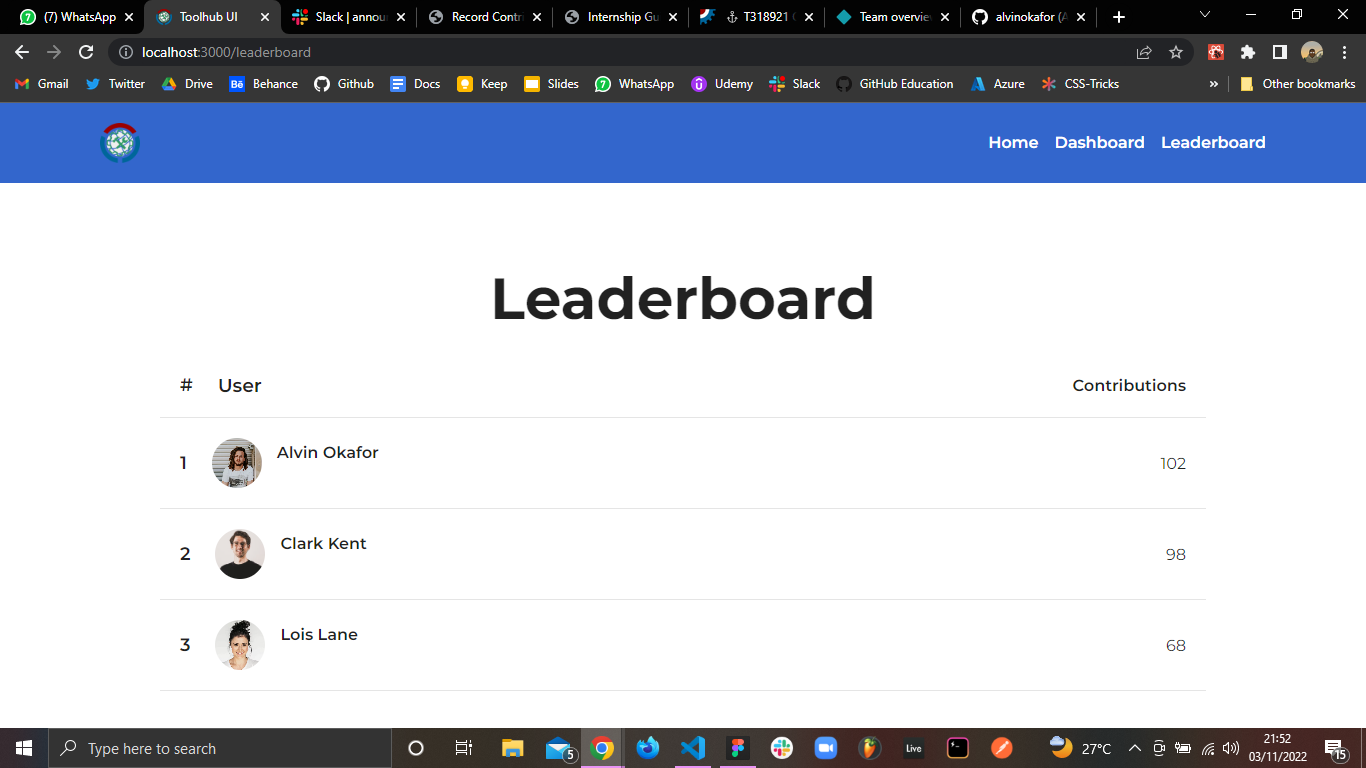 (7) WhatsApp
Toolhub UI
Slack | annou
Record Contri
Internship Gu
T318921
Team overvie
alvinokafor (A
localhost:3000/leaderboard
Gmail
Twitter
Drive
Bē Behance
Github
Docs
Keep
Slides
7 WhatsApp
Udemy
Slack
GitHub Education
Azure
CSS-Tricks
»
Other bookmarks
Home Dashboard Leaderboard
Leaderboard
# User Contributions
1 Alvin Okafor 102
2 Clark Kent 98
3 Lois Lane 68
Type here to search
5
Live
27°C
21:52
03/11/2022
15